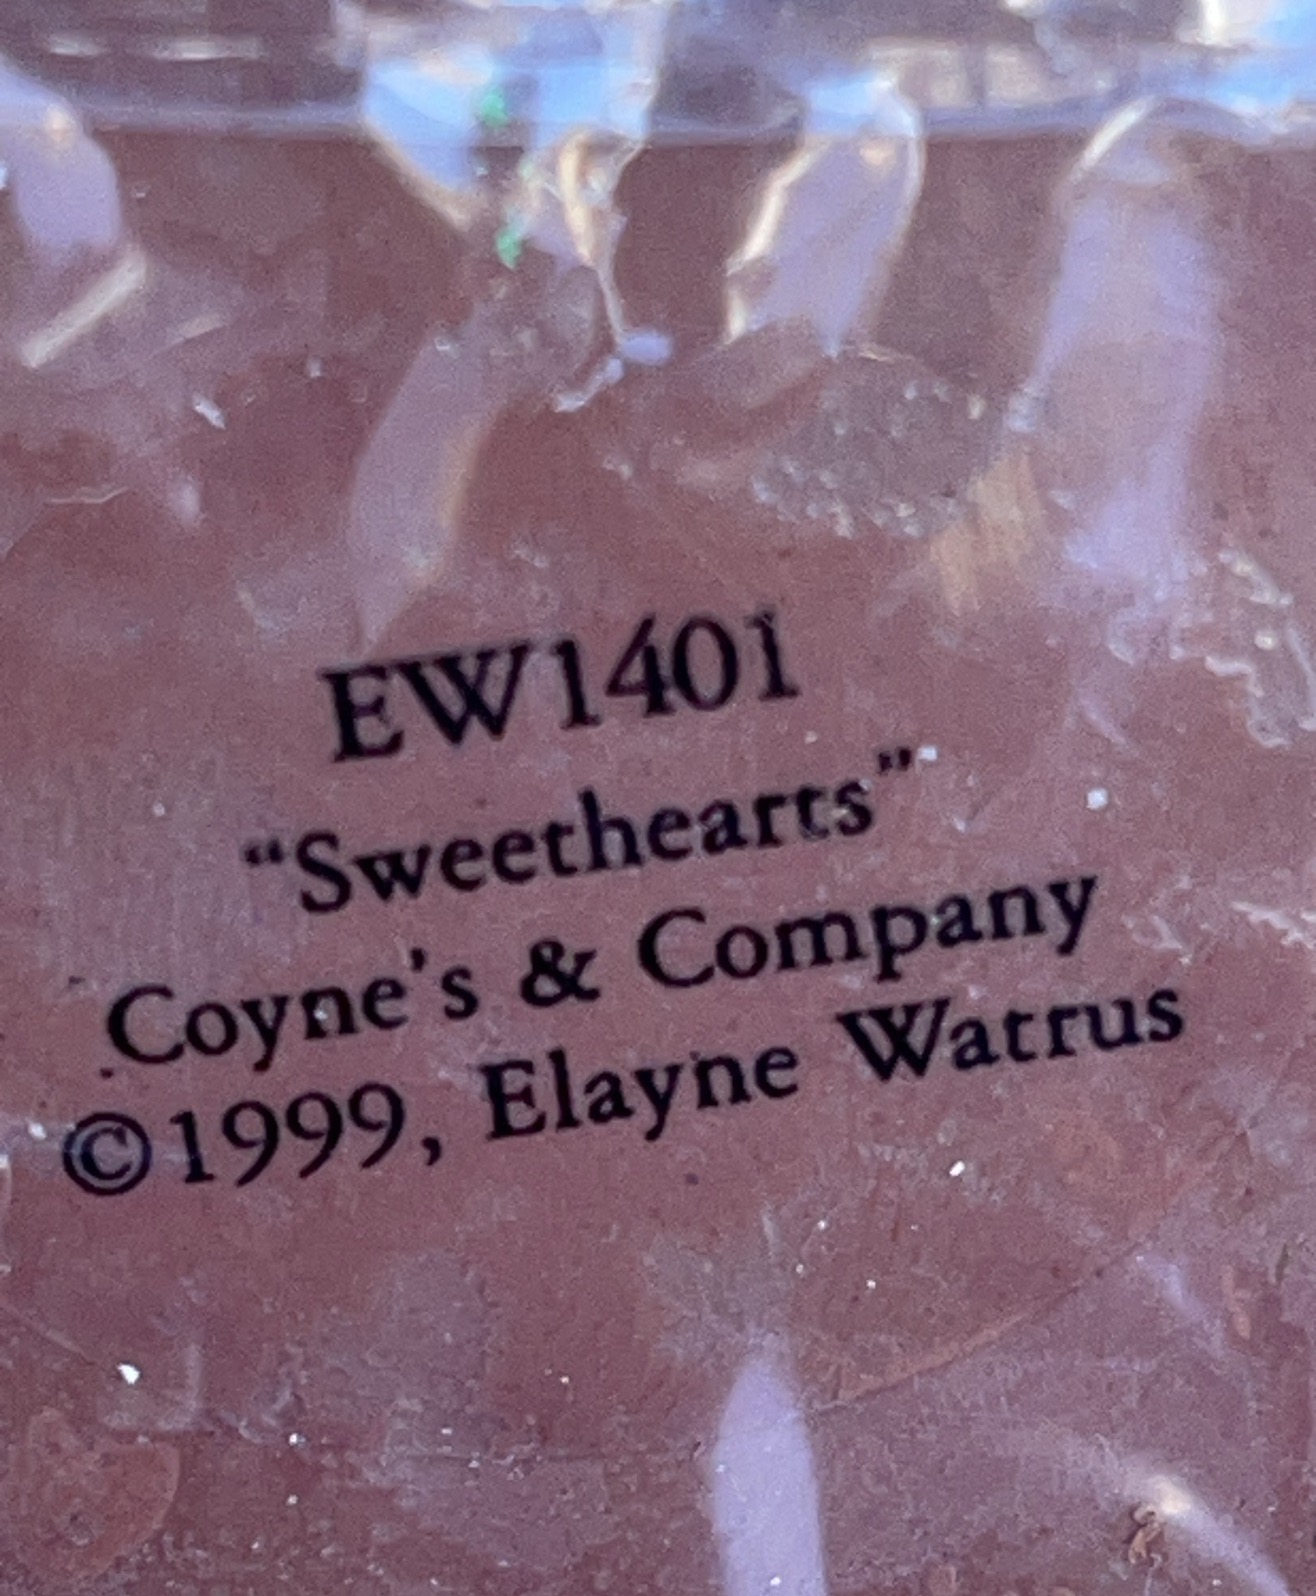 EW1401
“Sweethearts”
Coyne's & Company
©1999, Elayne Watrus